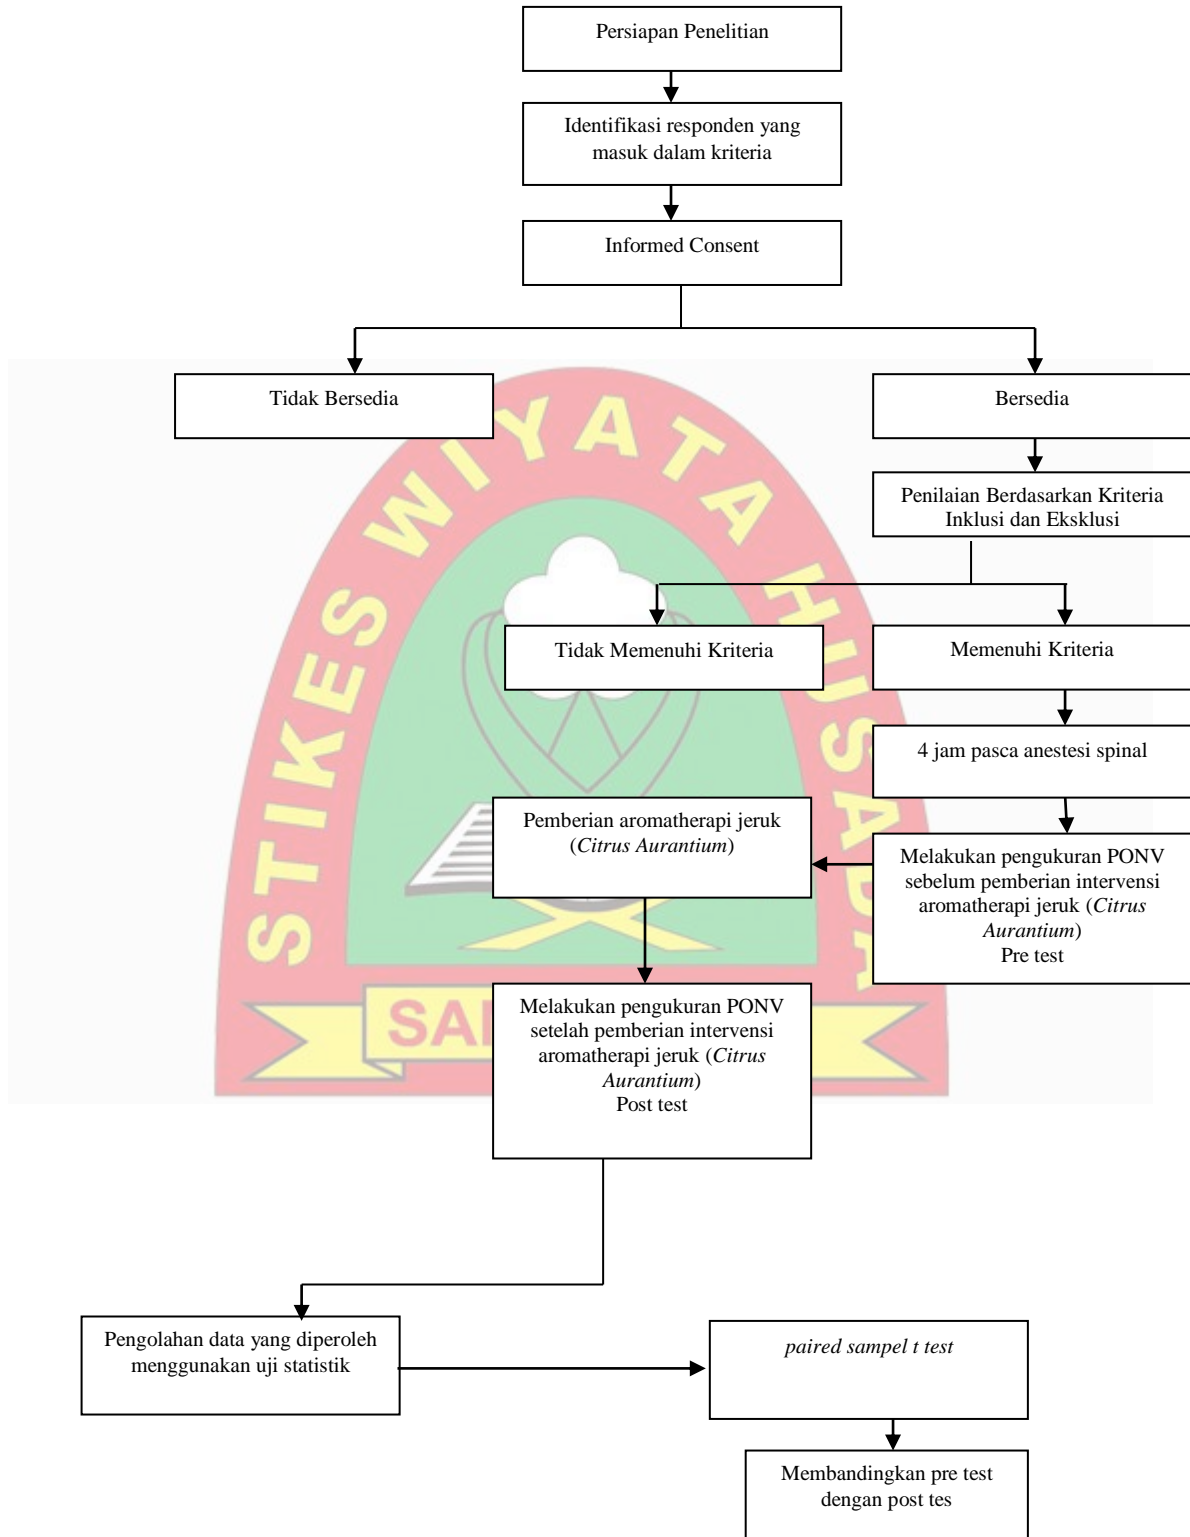 Persiapan Penelitian
Identifikasi responden yang
masuk dalam kriteria
Informed Consent
Tidak Bersedia
Bersedia
Penilaian Berdasarkan Kriteria
Inklusi dan Eksklusi
Tidak Memenuhi Kriteria
Memenuhi Kriteria
4 jam pasca anestesi spinal
Pemberian aromatherapi jeruk
(Citrus Aurantium)
Melakukan pengukuran PONV
sebelum pemberian intervensi
aromatherapi jeruk (Citrus
Aurantium)
Pre test
Melakukan pengukuran PONV
setelah pemberian intervensi
aromatherapi jeruk (Citrus
Aurantium)
Post test
Pengolahan data yang diperoleh
menggunakan uji statistik
paired sampel t test
Membandingkan pre test
dengan post tes
STIKES WIYATA HUSADA